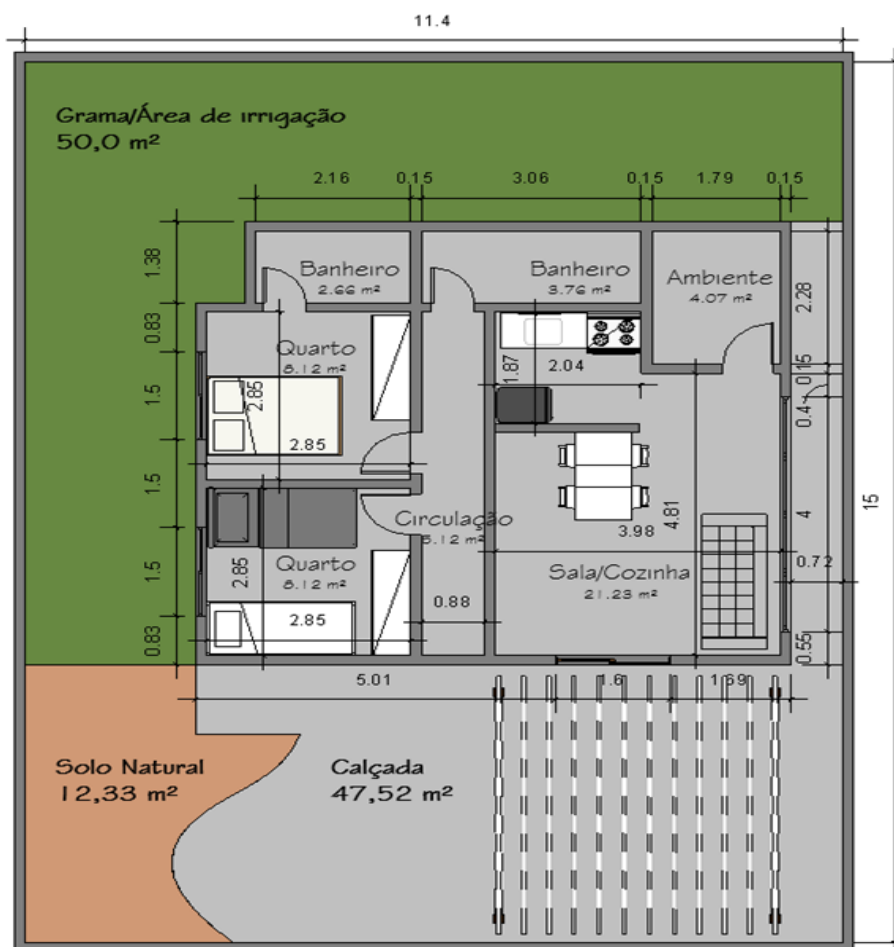 11.4
Grama/Área de irrigação
50,0 m²
2.16 0.15 3.06 0.15 1.79 0.15
1.38
Banheiro
2.66 m²
Banheiro
3.76 m²
Ambiente
4.07 m²
2.28
0.83
Quarto
8.12 m²
1.87
2.04
0.15
1.5
2.85
0.4
2.85
1.5
15
Circulação
5.12 m²
4.81
3.98
4
1.5
2.85
Quarto
8.12 m²
Sala/Cozinha
21.23 m²
0.72
2.85
0.88
0.83
0.55
5.01 1.6 1.69
Solo Natural
12,33 m²
Calçada
47,52 m²